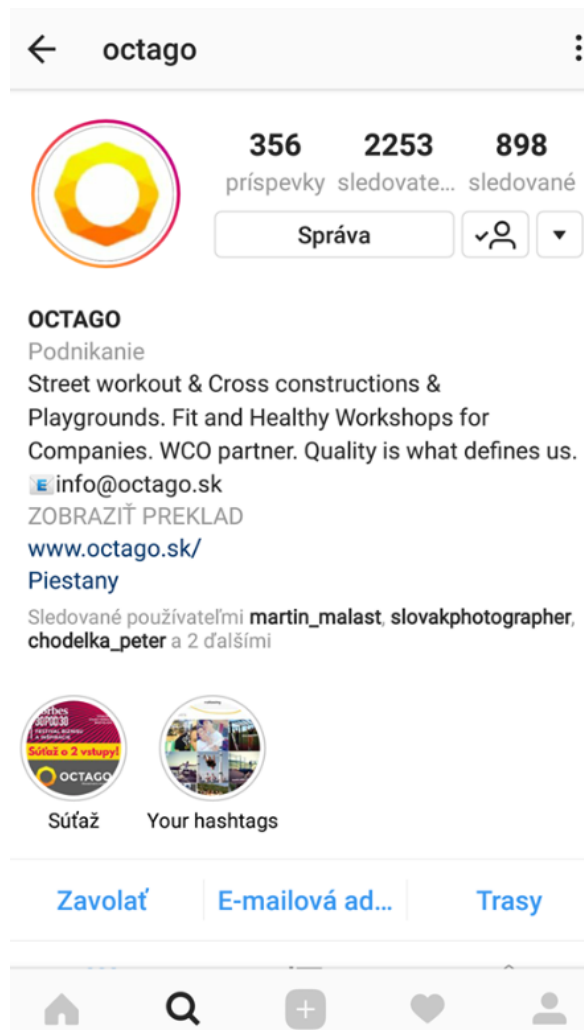 octago
356 2253 898
príspevky sledovate... sledované
Správa
OCTAGO
Podnikanie
Street workout & Cross constructions &
Playgrounds. Fit and Healthy Workshops for
Companies. WCO partner. Quality is what defines us.
📧info@octago.sk
ZOBRAZIŤ PREKLAD
www.octago.sk/
Piestany
Sledované používateľmi martin_malast, slovakphotographer,
chodelka_peter a 2 ďalšími
Forbes
30POD30
Súťaž o 2 vstupy!
OCTAGO
Súťaž Your hashtags
Zavolať E-mailová ad... Trasy